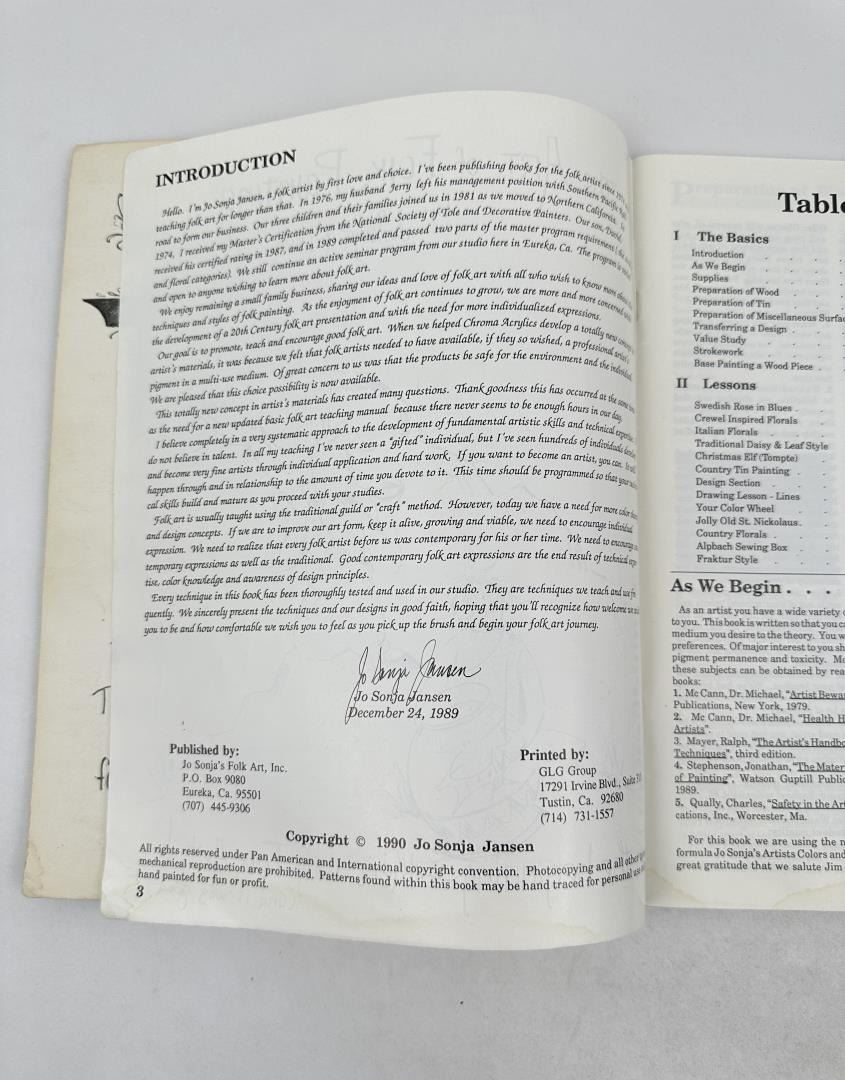 INTRODUCTION
Hello. I'm Jo Sonja Jansen, a folk artist by first love and choice. I've been publishing books for the folk artist since
teaching folk art for longer than that. In 1976, my husband Jerry left his management position with Southern Pacific
road to form our business. Our three children and their families joined us in 1981 as we moved to Northern California. In
1974, I received my Master's Certification from the National Society of Tole and Decorative Painters. Our son, David,
received his certified rating in 1987, and in 1989 completed and passed two parts of the master program requirement
and floral categories). We still continue an active seminar program from our studio here in Eureka, Ca. The program is
and open to anyone wishing to learn more about folk art.
We enjoy remaining a small family business, sharing our ideas and love of folk art with all who wish to know more about the
techniques and styles of folk painting. As the enjoyment of folk art continues to grow, we are more and more concerned with
the development of a 20th Century folk art presentation and with the need for more individualized expressions.
Our goal is to promote, teach and encourage good folk art. When we helped Chroma Acrylics develop a totally new concept
artist's materials, it was because we felt that folk artists needed to have available, if they so wished, a professional artist's
pigment in a multi-use medium. Of great concern to us was that the products be safe for the environment and the individual.
We are pleased that this choice possibility is now available.
This totally new concept in artist's materials has created many questions. Thank goodness this has occurred at the same time
as the need for a new updated basic folk art teaching manual because there never seems to be enough hours in our day.
I believe completely in a very systematic approach to the development of fundamental artistic skills and technical expertise.
do not believe in talent. In all my teaching I've never seen a "gifted" individual, but I've seen hundreds of individuals develop
and become very fine artists through individual application and hard work. If you want to become an artist, you can. It will
happen through and in relationship to the amount of time you devote to it. This time should be programmed so that your
cal skills build and mature as you proceed with your studies.
Folk art is usually taught using the traditional guild or "craft" method. However, today we have a need for more color
and design concepts. If we are to improve our art form, keep it alive, growing and viable, we need to encourage individual
expression. We need to realize that every folk artist before us was contemporary for his or her time. We need to encourage
temporary expressions as well as the traditional. Good contemporary folk art expressions are the end result of technical
tise, color knowledge and awareness of design principles.
Every technique in this book has been thoroughly tested and used in our studio. They are techniques we teach and use
quently. We sincerely present the techniques and our designs in good faith, hoping that you'll recognize how welcome we
you to be and how comfortable we wish you to feel as you pick up the brush and begin your folk art journey.
Jo Sonja Jansen
Jo Sonja Jansen
December 24, 1989
Published by:
Jo Sonja's Folk Art, Inc.
P.O. Box 9080
Eureka, Ca. 95501
(707) 445-9306
Printed by:
GLG Group
17291 Irvine Blvd., Suite
Tustin, Ca. 92680
(714) 731-1557
Copyright © 1990 Jo Sonja Jansen
All rights reserved under Pan American and International copyright convention. Photocopying and all other
mechanical reproduction are prohibited. Patterns found within this book may be hand traced for personal use
hand painted for fun or profit.
3
Table
I The Basics
Introduction
As We Begin
Supplies
Preparation of Wood
Preparation of Tin
Preparation of Miscellaneous Surfac
Transferring a Design
Value Study
Strokework
Base Painting a Wood Piece
II Lessons
Swedish Rose in Blues
Crewel Inspired Florals
Italian Florals
Traditional Daisy & Leaf Style
Christmas Elf (Tompte)
Country Tin Painting
Design Section
Drawing Lesson - Lines
Your Color Wheel
Jolly Old St. Nickolaus
Country Florals
Alpbach Sewing Box
Fraktur Style
As We Begin . . .
As an artist you have a wide variety
to you. This book is written so that you c
medium you desire to the theory. You w
preferences. Of major interest to you sh
pigment permanence and toxicity. Mo
these subjects can be obtained by rea
books:
1. Mc Cann, Dr. Michael, "Artist Bewar
Publications, New York, 1979.
2. Mc Cann, Dr. Michael, "Health H
Artists".
3. Mayer, Ralph, "The Artist's Handbo
Techniques", third edition.
4. Stephenson, Jonathan, "The Mater
of Painting", Watson Guptill Public
1989.
5. Qually, Charles, "Safety in the Art
cations, Inc., Worcester, Ma.
For this book we are using the n
formula Jo Sonja's Artists Colors and
great gratitude that we salute Jim